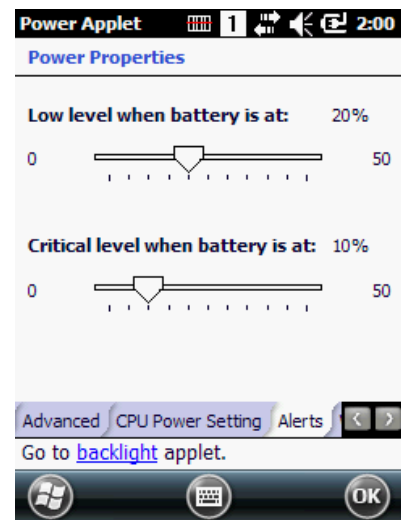 Power Applet 1 2:00
Power Properties
Low level when battery is at: 20%
0 50
Critical level when battery is at: 10%
0 50
Advanced CPU Power Setting Alerts
Go to backlight applet.
OK